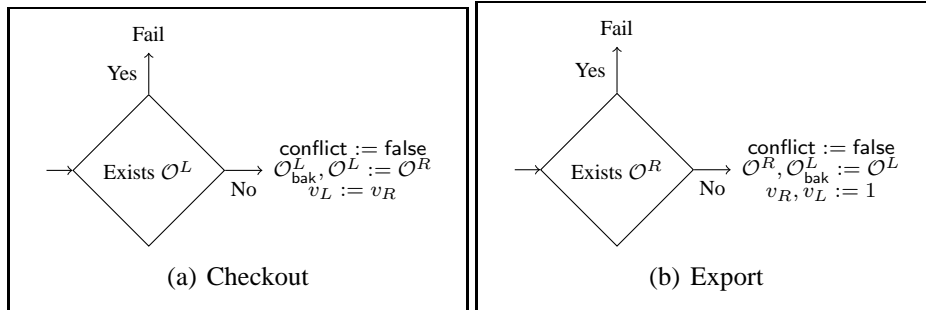 Fail
Yes
Exists 𝒪^L
No
conflict := false
𝒪^L_bak, 𝒪^L := 𝒪^R
v_L := v_R
(a) Checkout
Fail
Yes
Exists 𝒪^R
No
conflict := false
𝒪^R, 𝒪^L_bak := 𝒪^L
v_R, v_L := 1
(b) Export